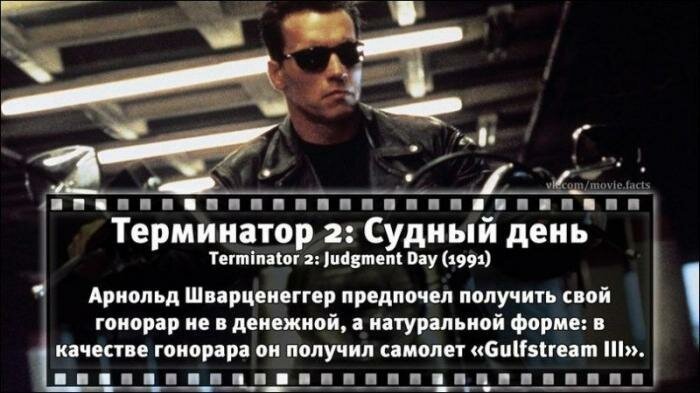 vk.com/movie.facts
Терминатор 2: Судный день
Terminator 2: Judgment Day (1991)
Арнольд Шварценеггер предпочел получить свой
гонорар не в денежной, а натуральной форме: в
качестве гонорара он получил самолет «Gulfstream III».